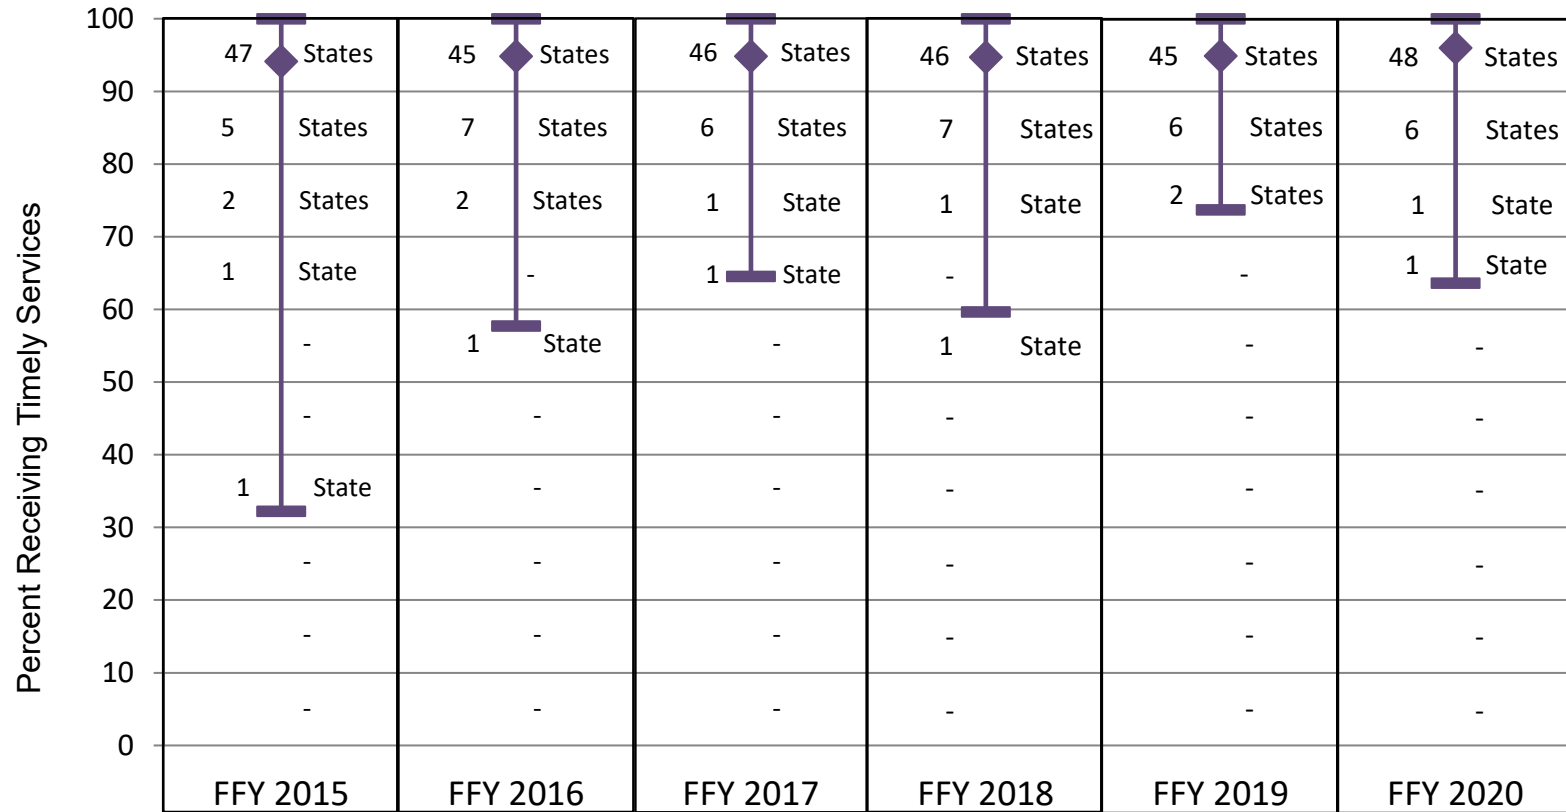 Percent Receiving Timely Services
100
47 States 45 States 46 States 46 States 45 States 48 States
90
5 States 7 States 6 States 7 States 6 States 6 States
80
2 States 2 States 1 State 1 State 2 States 1 State
70
1 State - 1 State - - 1 State
60
- 1 State - 1 State - -
50
- - - - - -
40
1 State - - - - -
30
- - - - - -
20
- - - - - -
10
- - - - - -
0
FFY 2015 FFY 2016 FFY 2017 FFY 2018 FFY 2019 FFY 2020